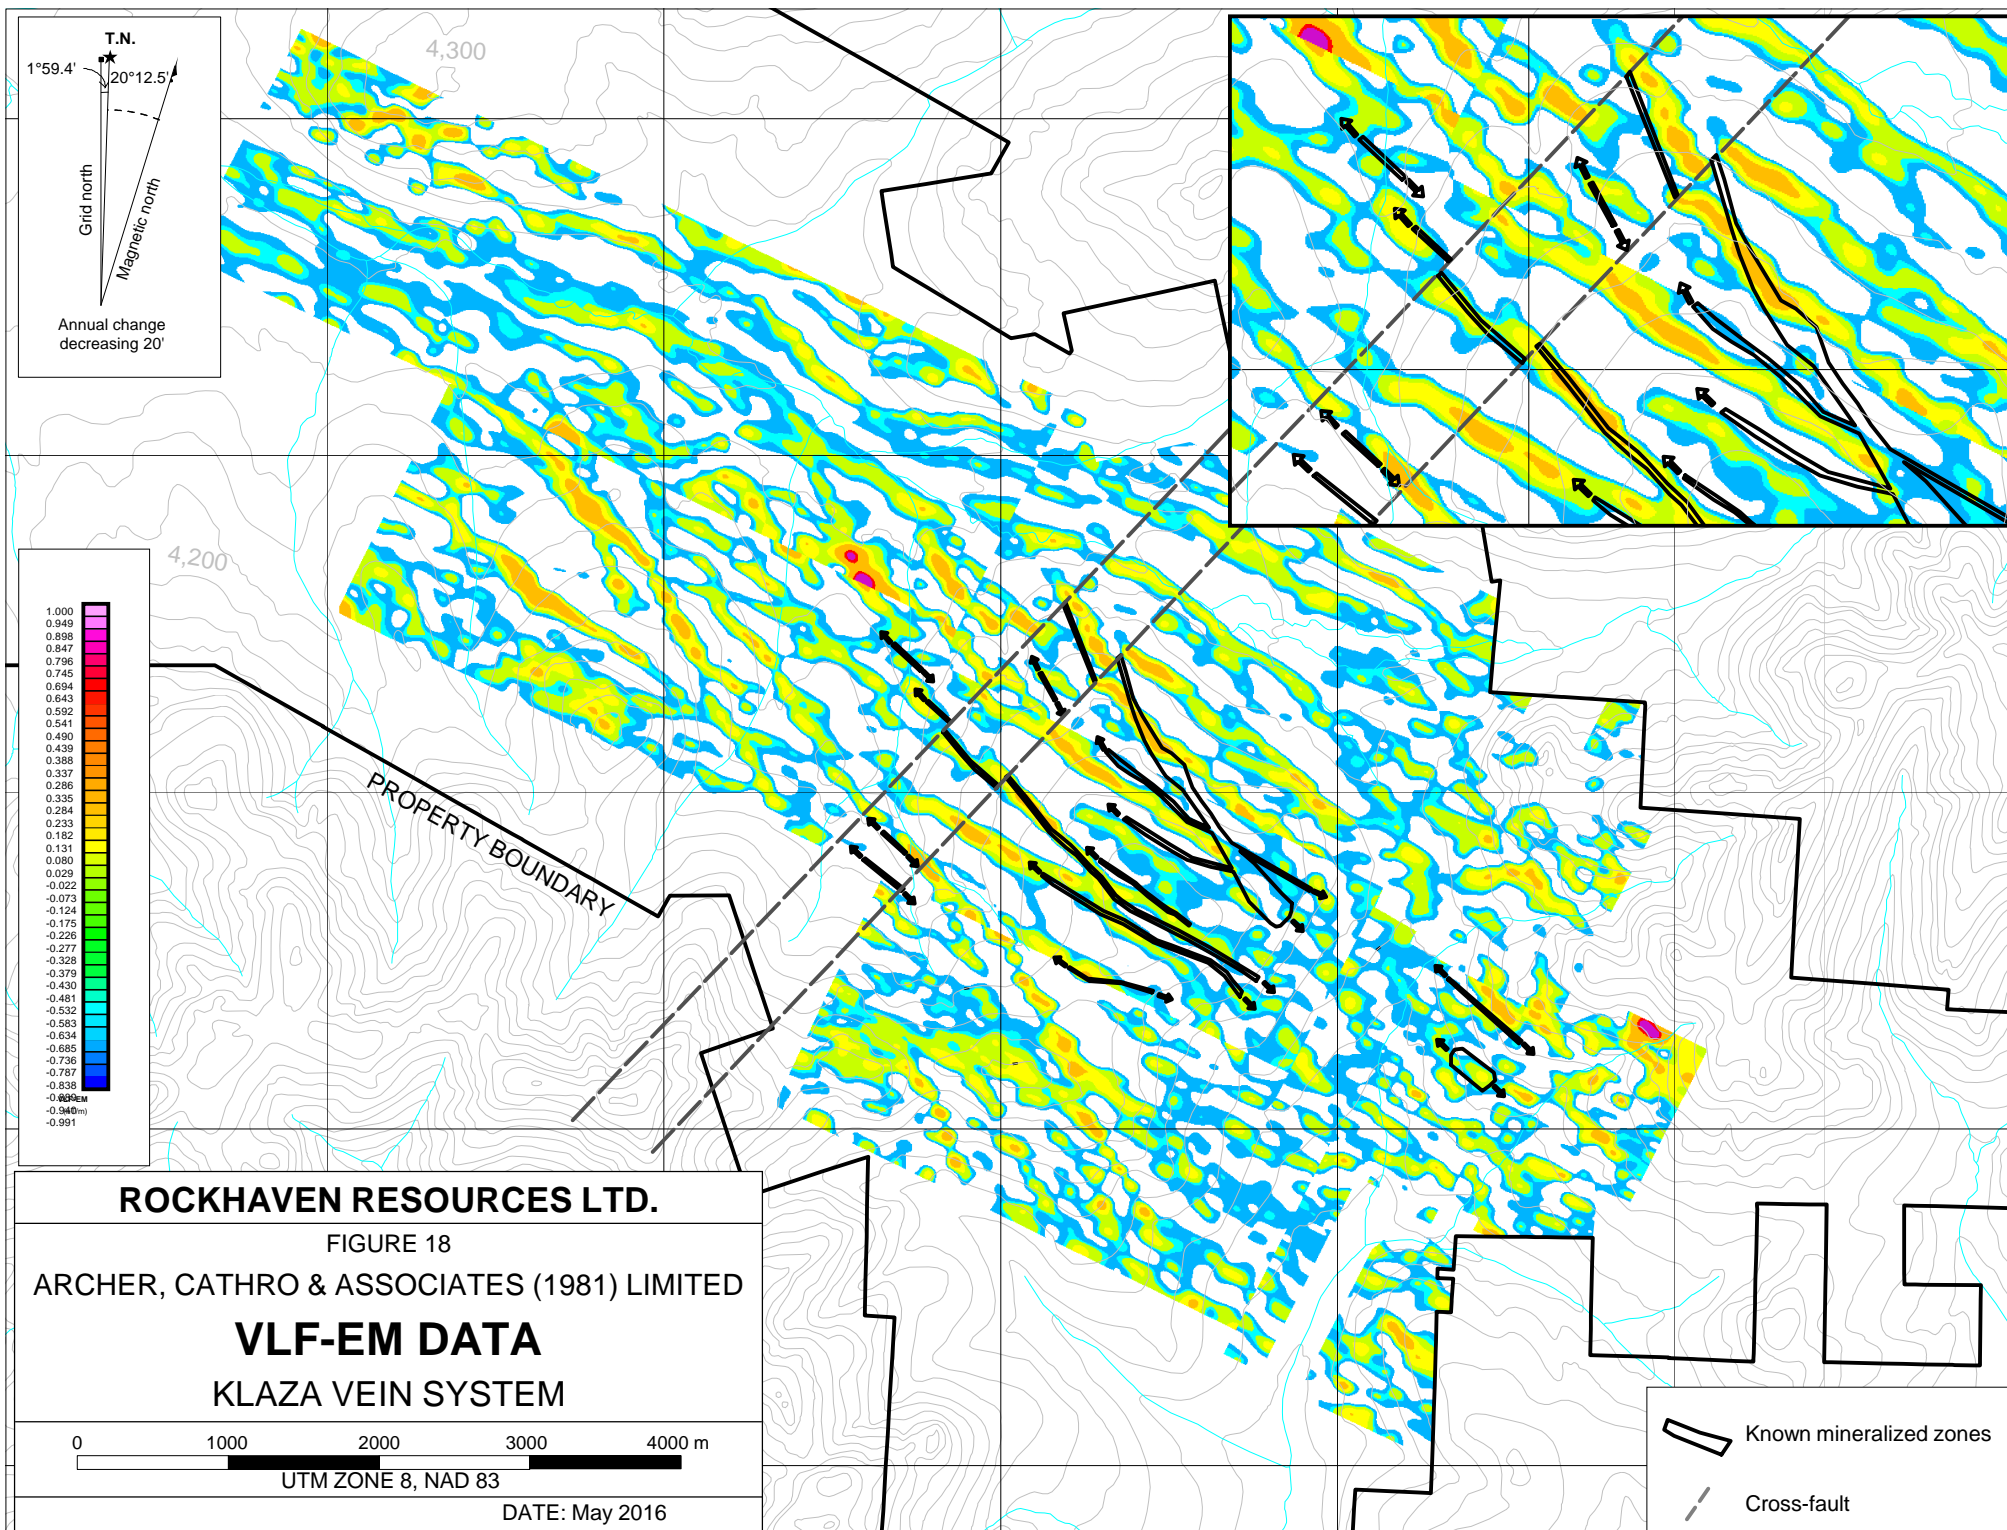 T.N.
1°59.4'
20°12.5'
Grid north
Magnetic north
Annual change
decreasing 20'
4,300
4,200
PROPERTY BOUNDARY
1.000
0.949
0.898
0.847
0.796
0.745
0.694
0.643
0.592
0.541
0.490
0.439
0.388
0.337
0.286
0.335
0.284
0.233
0.182
0.131
0.080
0.029
-0.022
-0.073
-0.124
-0.175
-0.226
-0.277
-0.328
-0.379
-0.430
-0.481
-0.532
-0.583
-0.634
-0.685
-0.736
-0.787
-0.838
-0.991
ROCKHAVEN RESOURCES LTD.
FIGURE 18
ARCHER, CATHRO & ASSOCIATES (1981) LIMITED
VLF-EM DATA
KLAZA VEIN SYSTEM
0 1000 2000 3000 4000 m
UTM ZONE 8, NAD 83
DATE: May 2016
Known mineralized zones
Cross-fault